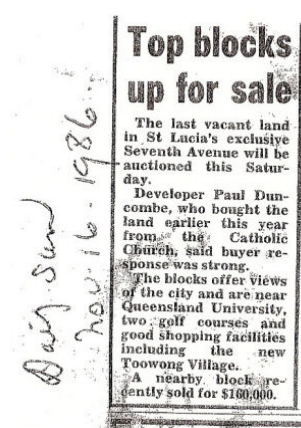 Top blocks
up for sale
The last vacant land
in St Lucia's exclusive
Seventh Avenue will be
auctioned this Satur-
day.
Developer Paul Dun-
combe, who bought the
land earlier this year
from the Catholic
Church, said buyer re-
sponse was strong.
The blocks offer views
of the city and are near
Queensland University,
two golf courses and
good shopping facilities
including the new
Toowong Village.
A nearby block re-
cently sold for $160,000.
Daily Sun
Nov 16. 1986